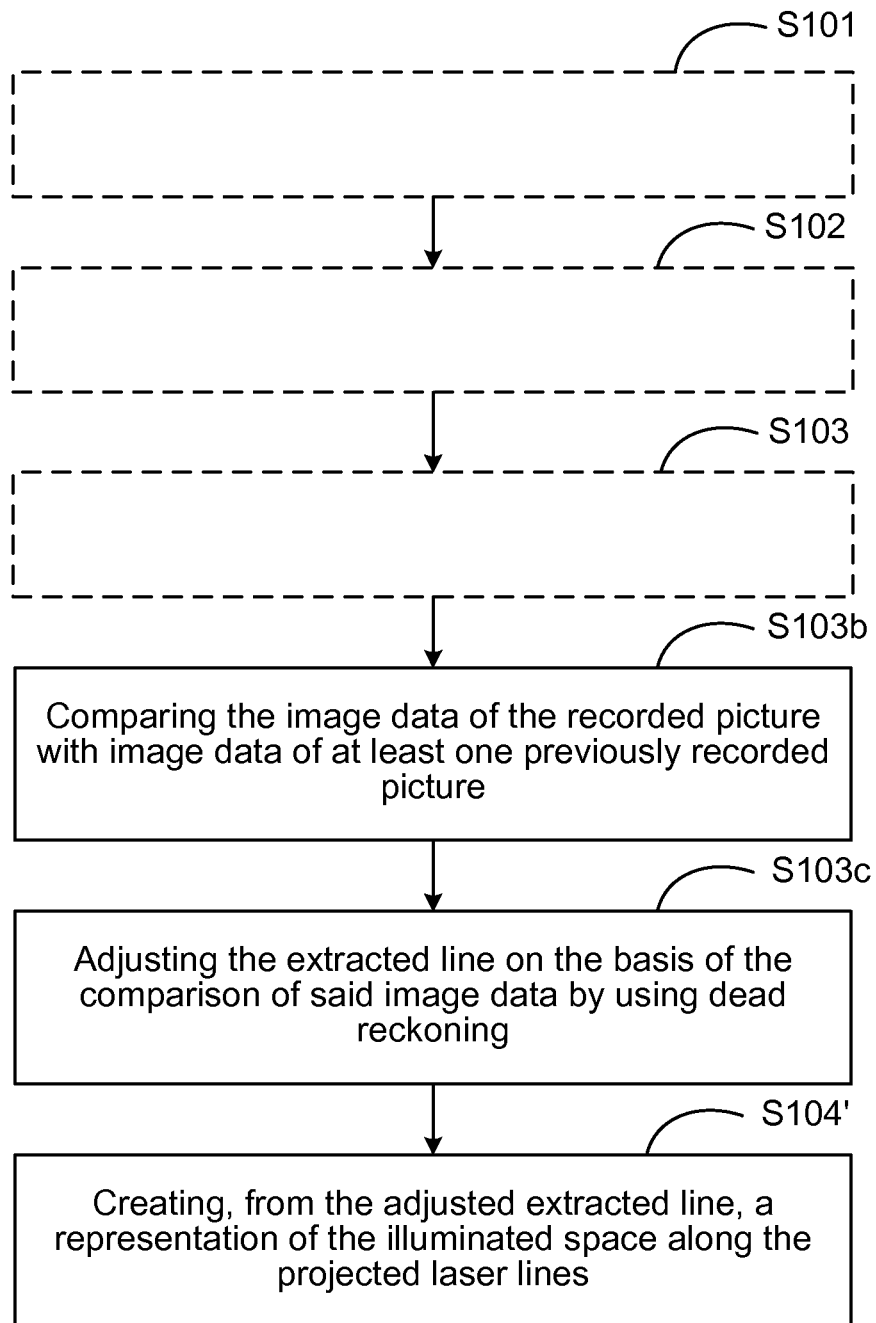 S101
S102
S103
S103b
Comparing the image data of the recorded picture
with image data of at least one previously recorded
picture
S103c
Adjusting the extracted line on the basis of the
comparison of said image data by using dead
reckoning
S104'
Creating, from the adjusted extracted line, a
representation of the illuminated space along the
projected laser lines